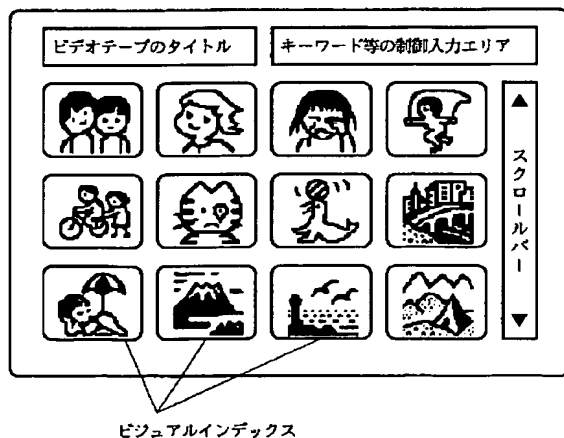 ビデオテープのタイトル
キーワード等の制御入力エリア
▲
スクロールバー
▼
ビジュアルインデックス